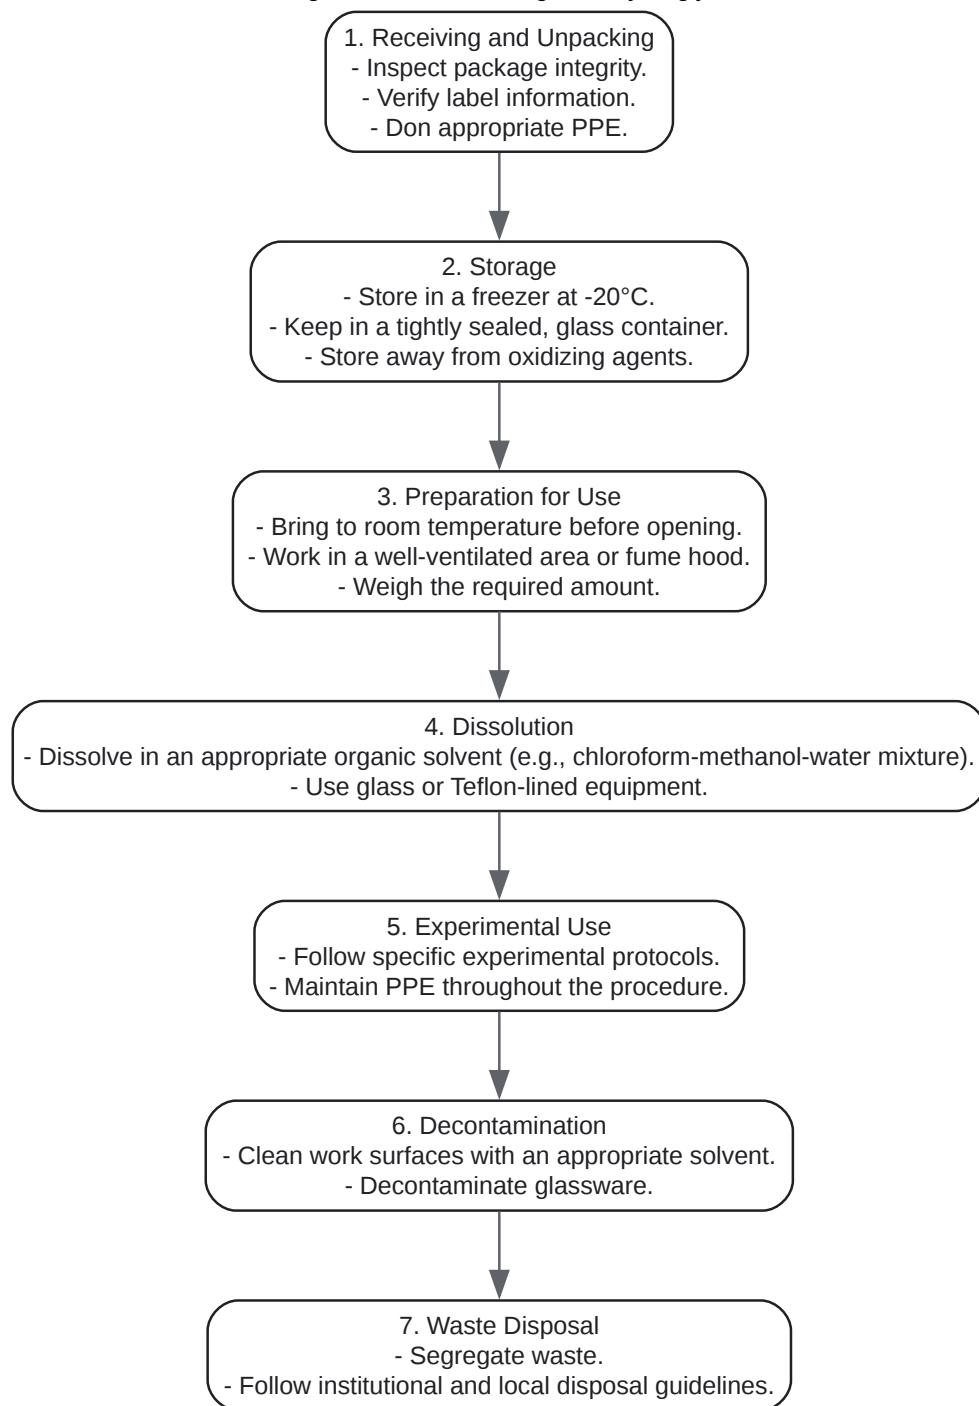 1. Receiving and Unpacking
- Inspect package integrity.
- Verify label information.
- Don appropriate PPE.
2. Storage
- Store in a freezer at -20°C.
- Keep in a tightly sealed, glass container.
- Store away from oxidizing agents.
3. Preparation for Use
- Bring to room temperature before opening.
- Work in a well-ventilated area or fume hood.
- Weigh the required amount.
4. Dissolution
- Dissolve in an appropriate organic solvent (e.g., chloroform-methanol-water mixture).
- Use glass or Teflon-lined equipment.
5. Experimental Use
- Follow specific experimental protocols.
- Maintain PPE throughout the procedure.
6. Decontamination
- Clean work surfaces with an appropriate solvent.
- Decontaminate glassware.
7. Waste Disposal
- Segregate waste.
- Follow institutional and local disposal guidelines.